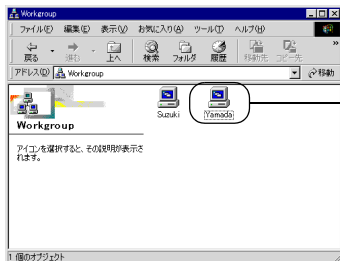 Workgroup
ファイル(F) 編集(E) 表示(V) お気に入り(A) ツール(T) ヘルプ(H)
戻る 進む 上へ 検索 フォルダ 履歴 移動先 コピー先
アドレス(D) Workgroup 移動
Workgroup
アイコンを選択すると、その説明が表示さ
れます。
Suzuki Yamada
1 個のオブジェクト